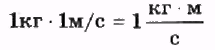 1кг · 1м/с = 1 кг · м / с